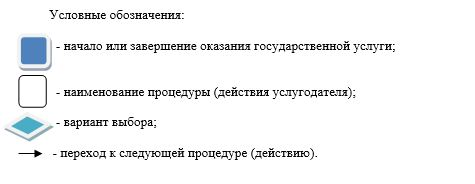 Условные обозначения:
- начало или завершение оказания государственной услуги;
- наименование процедуры (действия услугодателя);
- вариант выбора;
- переход к следующей процедуре (действию).